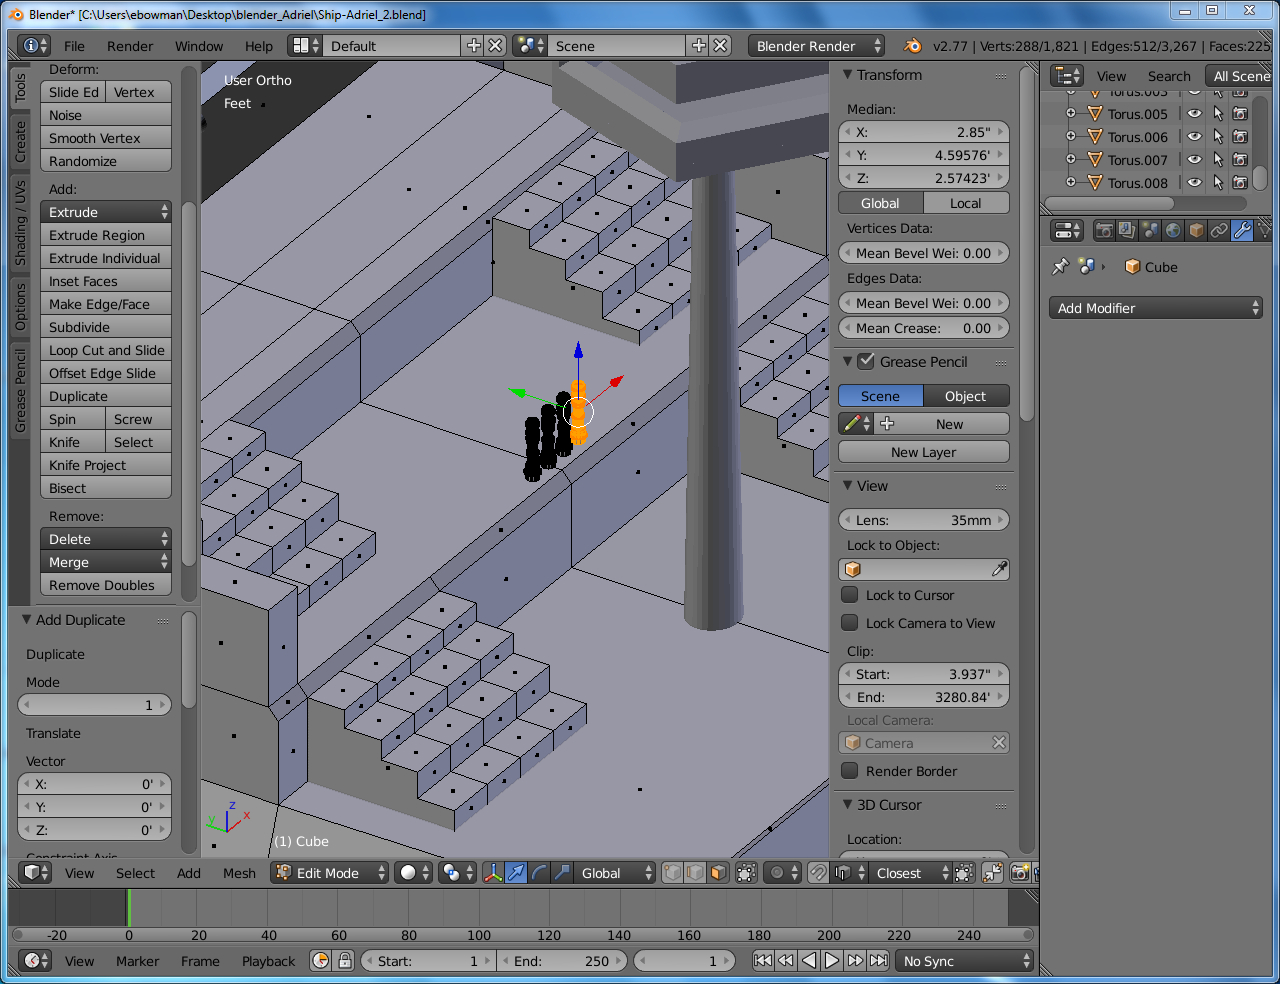 Blender* [C:\Users\ebowman\Desktop\blender_Adriel\Ship-Adriel_2.blend]
File Render Window Help Default Scene Blender Render v2.77 | Verts:288/1,821 | Edges:512/3,267 | Faces:225
Tools
Create
Shading / UVs
Options
Grease Pencil
Deform:
Slide Ed Vertex
Noise
Smooth Vertex
Randomize
Add:
Extrude
Extrude Region
Extrude Individual
Inset Faces
Make Edge/Face
Subdivide
Loop Cut and Slide
Offset Edge Slide
Duplicate
Spin Screw
Knife Select
Knife Project
Bisect
Remove:
Delete
Merge
Remove Doubles
Add Duplicate
Duplicate
Mode
1
Translate
Vector
X: 0'
Y: 0'
Z: 0'
Constraint Axis
User Ortho
Feet
z
y
x
(1) Cube
Transform
Median:
X: 2.85"
Y: 4.59576'
Z: 2.57423'
Global Local
Vertices Data:
Mean Bevel Wei: 0.00
Edges Data:
Mean Bevel Wei: 0.00
Mean Crease: 0.00
Grease Pencil
Scene Object
New
New Layer
View
Lens: 35mm
Lock to Object:
Lock to Cursor
Lock Camera to View
Clip:
Start: 3.937"
End: 3280.84'
Local Camera:
Camera
Render Border
3D Cursor
Location:
View Search All Scene
Torus.003
Torus.005
Torus.006
Torus.007
Torus.008
Cube
Add Modifier
View Select Add Mesh Edit Mode Global Closest
-20 0 20 40 60 80 100 120 140 160 180 200 220 240
View Marker Frame Playback Start: 1 End: 250 1 No Sync